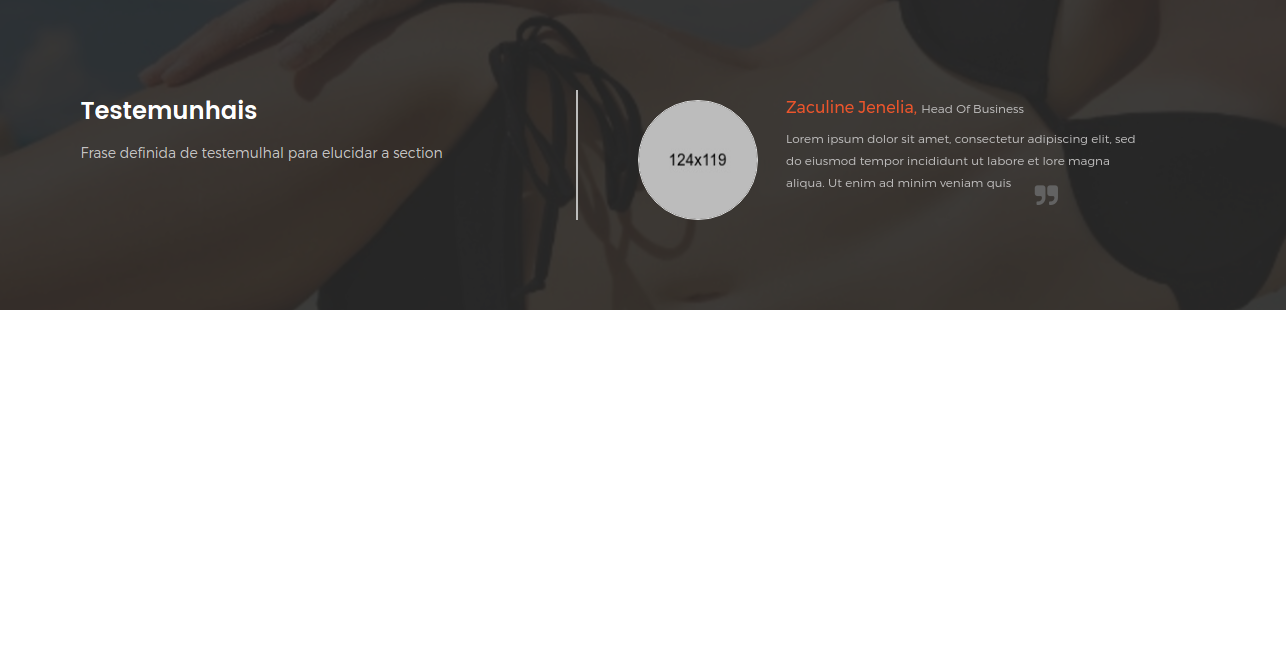 Testemunhais
Frase definida de testemulhal para elucidar a section
124x119
Zaculine Jenelia, Head Of Business
Lorem ipsum dolor sit amet, consectetur adipiscing elit, sed
do eiusmod tempor incididunt ut labore et lore magna
aliqua. Ut enim ad minim veniam quis